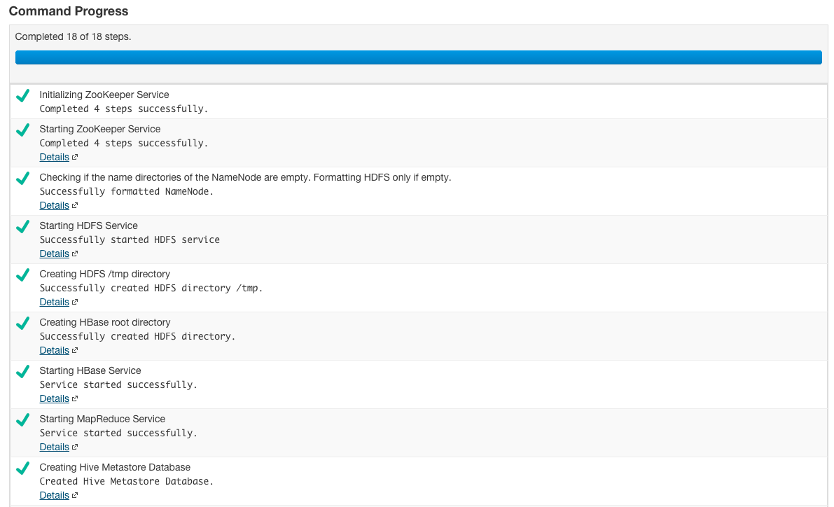 Command Progress
Completed 18 of 18 steps.
Initializing ZooKeeper Service
Completed 4 steps successfully.
Starting ZooKeeper Service
Completed 4 steps successfully.
Details
Checking if the name directories of the NameNode are empty. Formatting HDFS only if empty.
Successfully formatted NameNode.
Details
Starting HDFS Service
Successfully started HDFS service
Details
Creating HDFS /tmp directory
Successfully created HDFS directory /tmp.
Details
Creating HBase root directory
Successfully created HDFS directory.
Details
Starting HBase Service
Service started successfully.
Details
Starting MapReduce Service
Service started successfully.
Details
Creating Hive Metastore Database
Created Hive Metastore Database.
Details